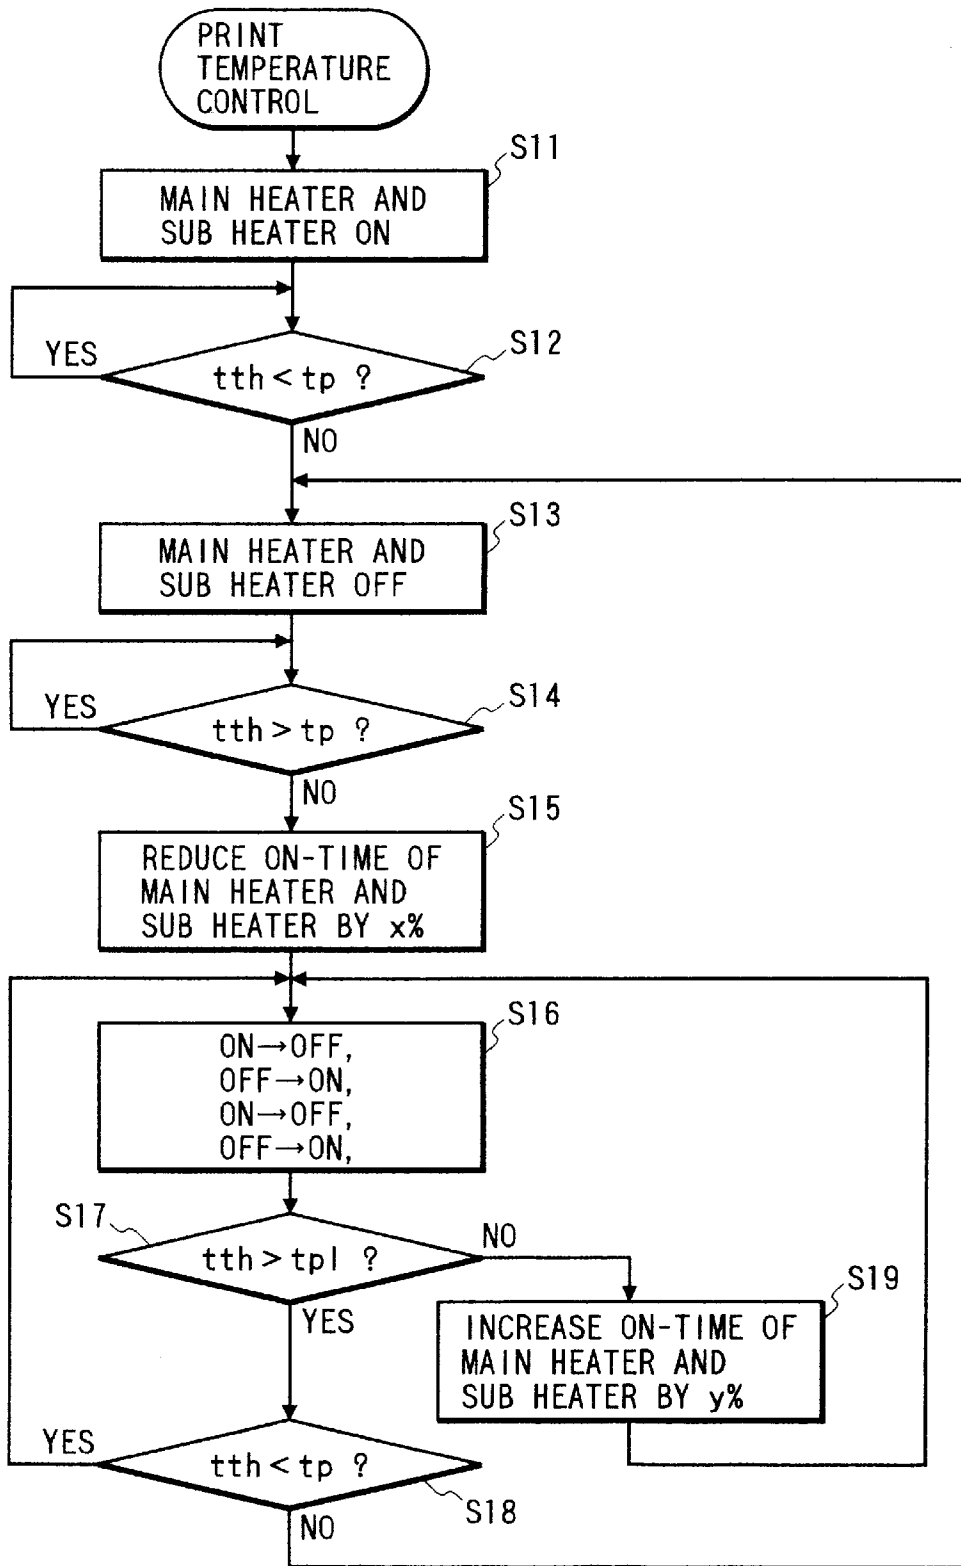 PRINT
TEMPERATURE
CONTROL
S11
MAIN HEATER AND
SUB HEATER ON
S12
YES
tth < tp ?
NO
S13
MAIN HEATER AND
SUB HEATER OFF
S14
YES
tth > tp ?
NO
S15
REDUCE ON-TIME OF
MAIN HEATER AND
SUB HEATER BY x%
S16
ON→OFF,
OFF→ON,
ON→OFF,
OFF→ON,
S17
tth > tpl ?
NO
YES
S19
INCREASE ON-TIME OF
MAIN HEATER AND
SUB HEATER BY y%
YES
tth < tp ?
S18
NO